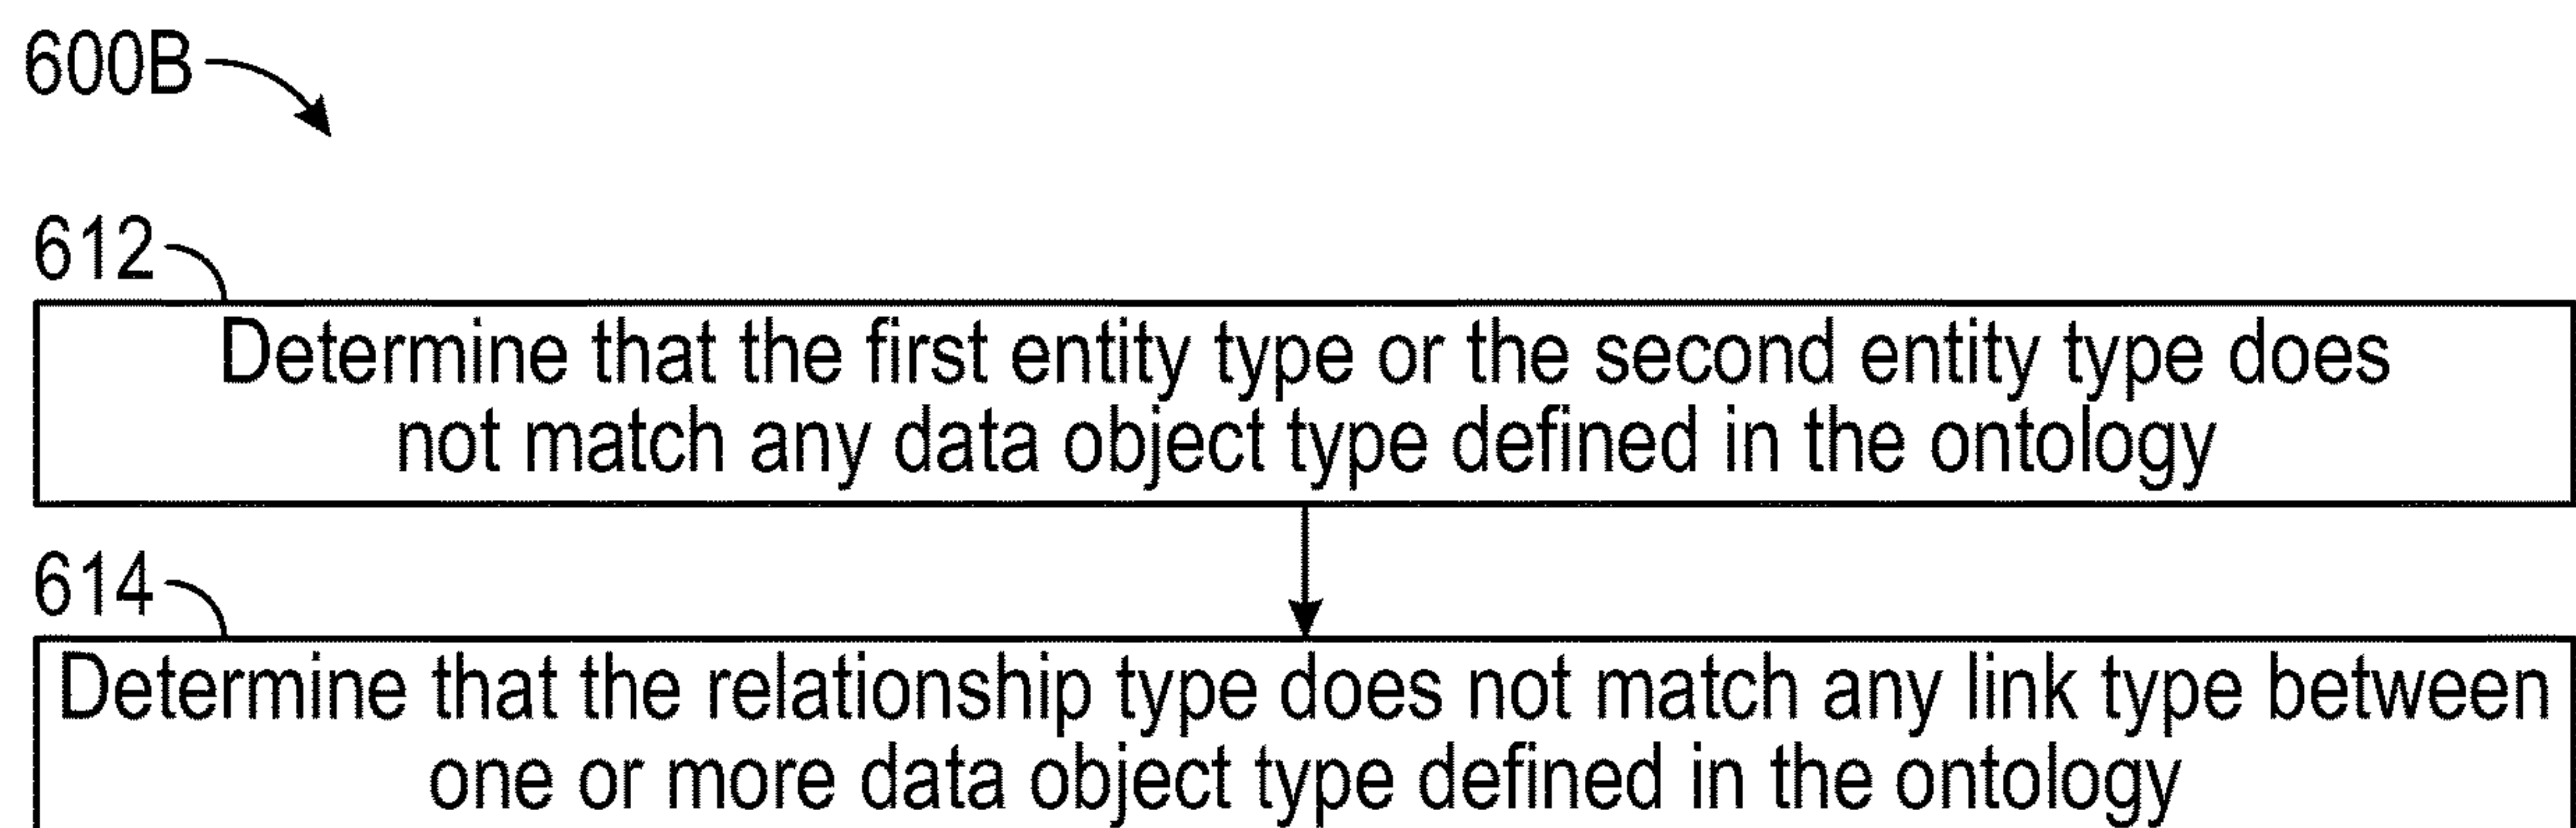 600B
612
Determine that the first entity type or the second entity type does
not match any data object type defined in the ontology
614
Determine that the relationship type does not match any link type between
one or more data object type defined in the ontology